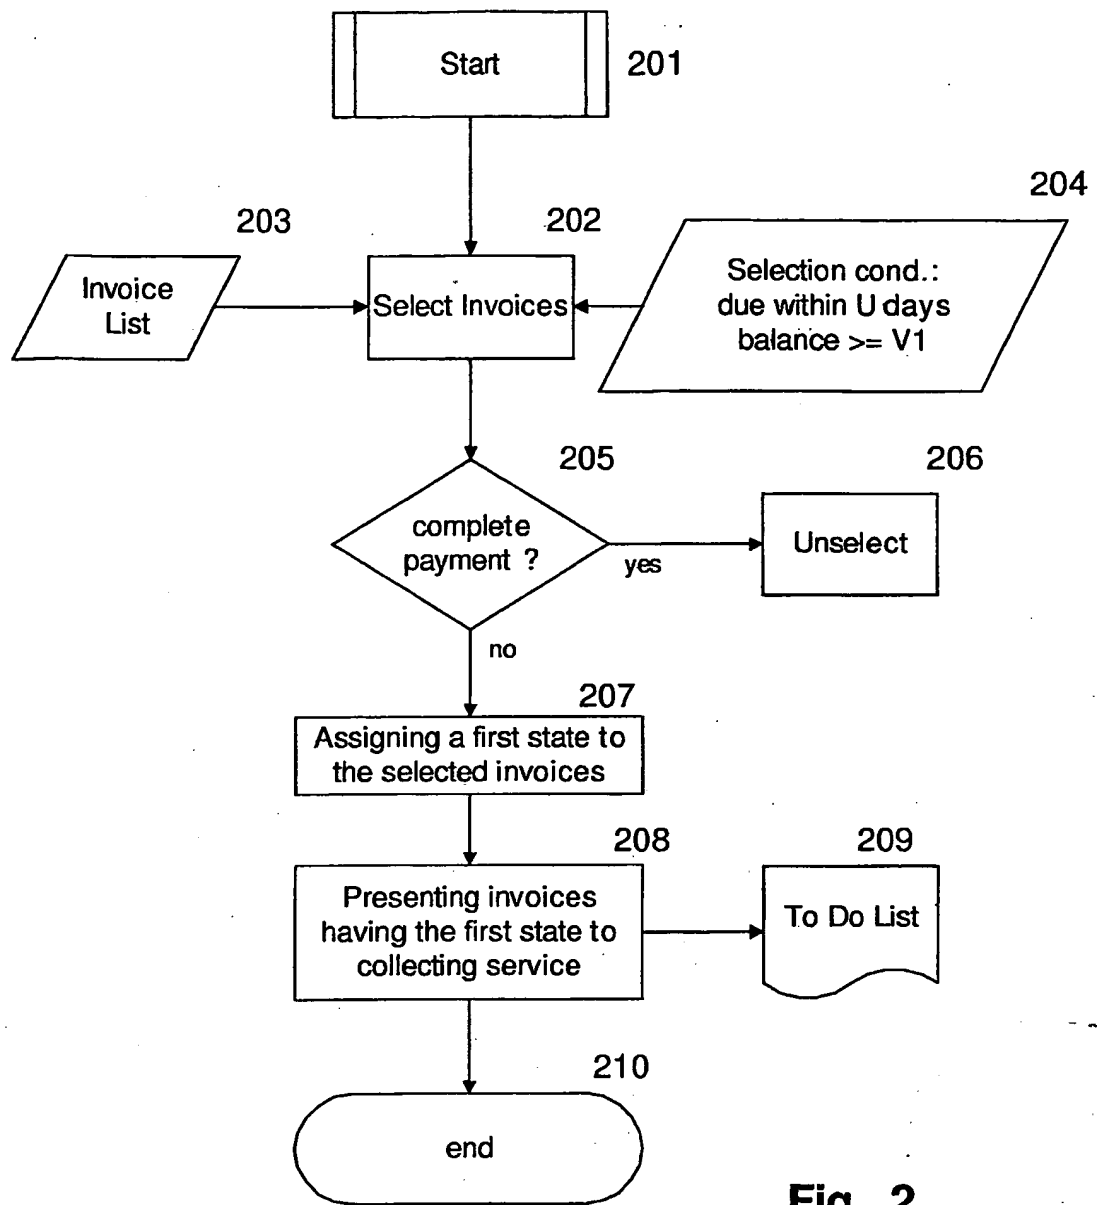 Start
201
204
203
202
Invoice
List
Select Invoices
Selection cond.:
due within U days
balance >= V1
205
206
complete
payment ?
yes
Unselect
no
207
Assigning a first state to
the selected invoices
208
209
Presenting invoices
having the first state to
collecting service
To Do List
210
end
Fig. 2